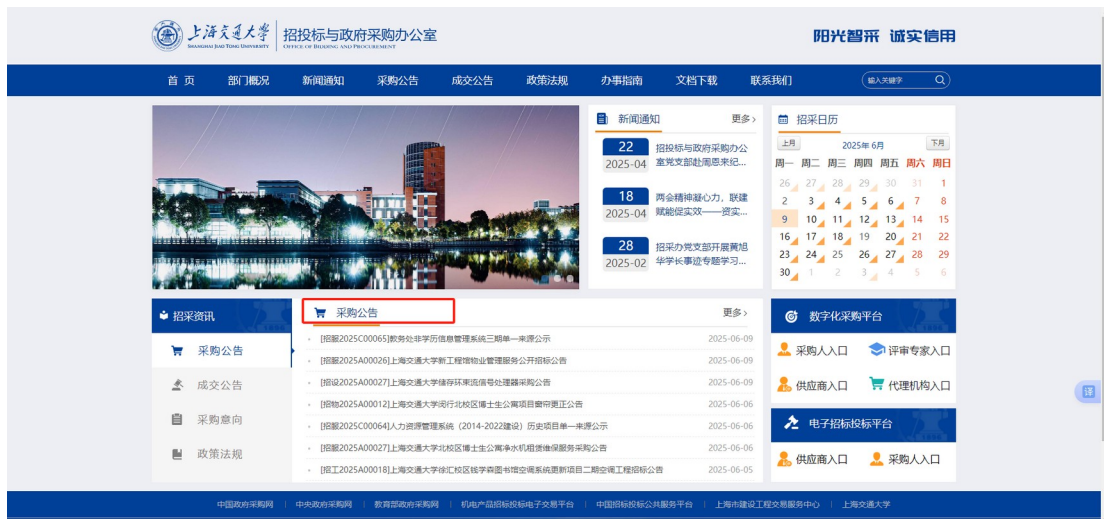 上海交通大学
SHANGHAI JIAO TONG UNIVERSITY
招投标与政府采购办公室
OFFICE OF BIDDING AND PROCUREMENT
阳光智采 诚实信用
首 页 部门概况 新闻通知 采购公告 成交公告 政策法规 办事指南 文档下载 联系我们 输入关键字
新闻通知 更多>
22
2025-04
招投标与政府采购办公
室党支部赴周恩来纪...
18
2025-04
两会精神凝心力，联建
赋能促实效——资实...
28
2025-02
招采办党支部开展黄旭
华学长事迹专题学习...
招采日历
上月 2025年 6月 下月
周一 周二 周三 周四 周五 周六 周日
26 27 28 29 30 31 1
2 3 4 5 6 7 8
9 10 11 12 13 14 15
16 17 18 19 20 21 22
23 24 25 26 27 28 29
30 1 2 3 4 5 6
招采资讯
采购公告
成交公告
采购意向
政策法规
采购公告 更多>
[招服2025C00065]教务处非学历信息管理系统三期单一来源公示 2025-06-09
[招服2025A00026]上海交通大学新工程馆物业管理服务公开招标公告 2025-06-09
[招设2025A00027]上海交通大学储存环束流信号处理器采购公告 2025-06-09
[招物2025A00012]上海交通大学闵行北校区博士生公寓项目窗帘更正公告 2025-06-06
[招服2025C00064]人力资源管理系统（2014-2022建设）历史项目单一来源公示 2025-06-06
[招服2025A00027]上海交通大学北校区博士生公寓净水机租赁维保服务采购公告 2025-06-06
[招工2025A00018]上海交通大学徐汇校区钱学森图书馆空调系统更新项目二期空调工程招标公告 2025-06-05
数字化采购平台
采购人入口 评审专家入口
供应商入口 代理机构入口
电子招标投标平台
供应商入口 采购人入口
中国政府采购网 | 中央政府采购网 | 教育部政府采购网 | 机电产品招标投标电子交易平台 | 中国招标投标公共服务平台 | 上海市建设工程交易服务中心 | 上海交通大学